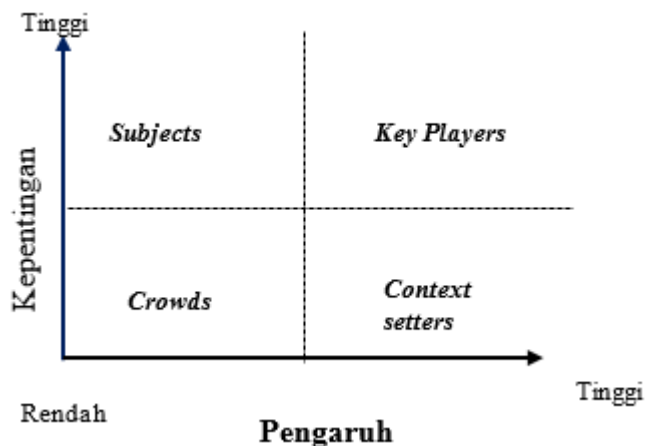 Tinggi
Kepentingan
Subjects
Key Players
Crowds
Context
setters
Rendah
Tinggi
Pengaruh